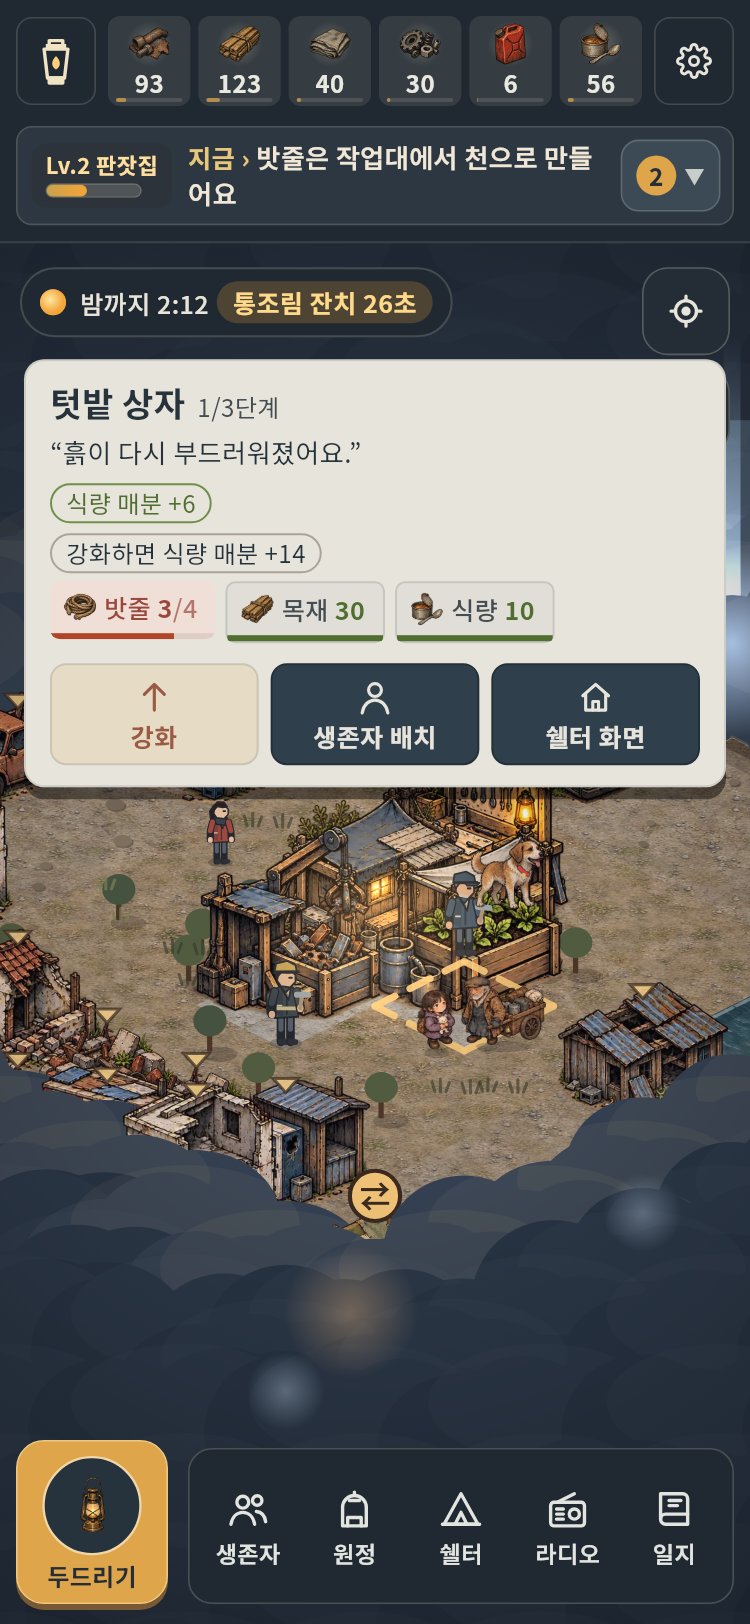 93
123
40
30
6
56
Lv.2 판잣집
지금 › 밧줄은 작업대에서 천으로 만들
어요
2
밤까지 2:12
통조림 잔치 26초
텃밭 상자 1/3단계
“흙이 다시 부드러워졌어요.”
식량 매분 +6
강화하면 식량 매분 +14
밧줄 3/4
목재 30
식량 10
강화
생존자 배치
쉘터 화면
두드리기
생존자
원정
쉘터
라디오
일지